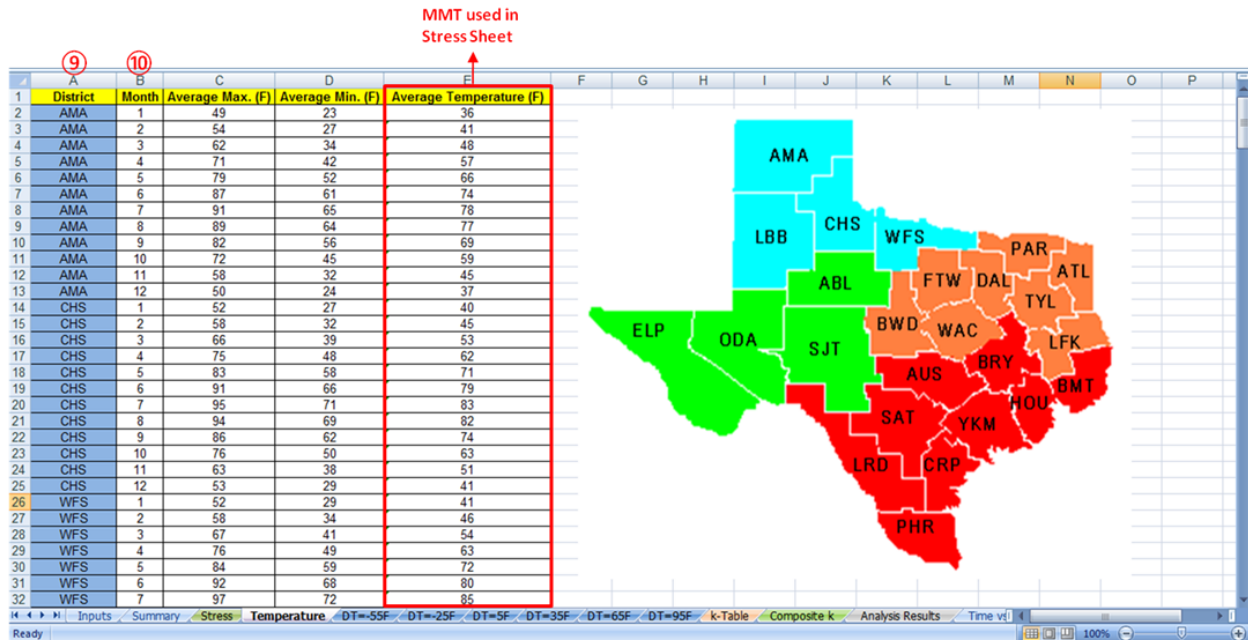 MMT used in
Stress Sheet
⑨ ⑩
A B C D E F G H I J K L M N O P
1 District Month Average Max. (F) Average Min. (F) Average Temperature (F)
2 AMA 1 49 23 36
3 AMA 2 54 27 41
4 AMA 3 62 34 48
5 AMA 4 71 42 57
6 AMA 5 79 52 66
7 AMA 6 87 61 74
8 AMA 7 91 65 78
9 AMA 8 89 64 77
10 AMA 9 82 56 69
11 AMA 10 72 45 59
12 AMA 11 58 32 45
13 AMA 12 50 24 37
14 CHS 1 52 27 40
15 CHS 2 58 32 45
16 CHS 3 66 39 53
17 CHS 4 75 48 62
18 CHS 5 83 58 71
19 CHS 6 91 66 79
20 CHS 7 95 71 83
21 CHS 8 94 69 82
22 CHS 9 86 62 74
23 CHS 10 76 50 63
24 CHS 11 63 38 51
25 CHS 12 53 29 41
26 WFS 1 52 29 41
27 WFS 2 58 34 46
28 WFS 3 67 41 54
29 WFS 4 76 49 63
30 WFS 5 84 59 72
31 WFS 6 92 68 80
32 WFS 7 97 72 85
AMA
LBB CHS WFS
PAR
ABL FTW DAL ATL
TYL
ELP ODA SJT BWD WAC LFK
AUS BRY BMT
SAT YKM HOU
LRD CRP
PHR
Inputs Summary Stress Temperature DT=-55F DT=-25F DT=5F DT=35F DT=65F DT=95F k-Table Composite k Analysis Results Time vs
Ready 100%